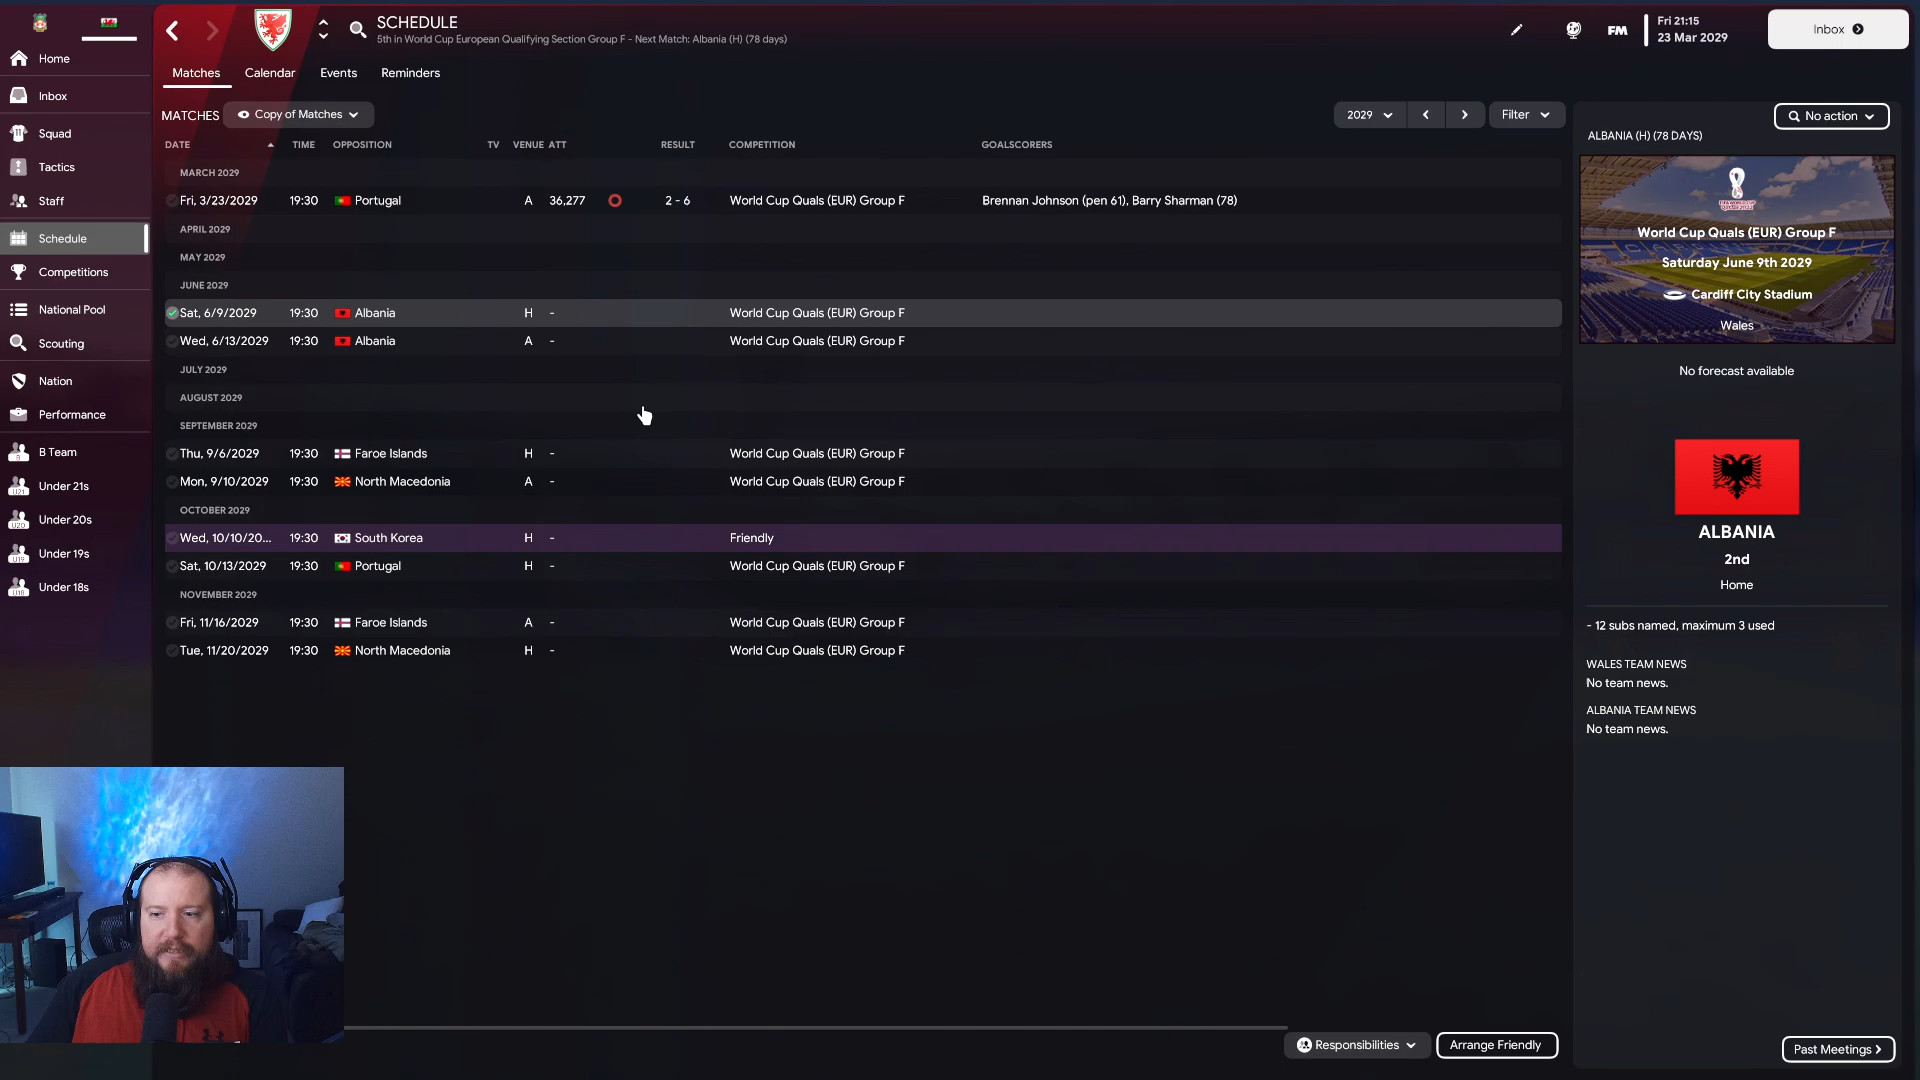 SCHEDULE
5th in World Cup European Qualifying Section Group F - Next Match: Albania (H) (78 days)
FM
Fri 21:15
23 Mar 2029
Inbox
Home
Inbox
Squad
Tactics
Staff
Schedule
Competitions
National Pool
Scouting
Nation
Performance
B Team
Under 21s
Under 20s
Under 19s
Under 18s
Matches Calendar Events Reminders
MATCHES Copy of Matches 2029 Filter
DATE TIME OPPOSITION TV VENUE ATT RESULT COMPETITION GOALSCORERS
MARCH 2029
Fri, 3/23/2029 19:30 Portugal A 36,277 2 - 6 World Cup Quals (EUR) Group F Brennan Johnson (pen 61), Barry Sharman (78)
APRIL 2029
MAY 2029
JUNE 2029
Sat, 6/9/2029 19:30 Albania H - World Cup Quals (EUR) Group F
Wed, 6/13/2029 19:30 Albania A - World Cup Quals (EUR) Group F
JULY 2029
AUGUST 2029
SEPTEMBER 2029
Thu, 9/6/2029 19:30 Faroe Islands H - World Cup Quals (EUR) Group F
Mon, 9/10/2029 19:30 North Macedonia A - World Cup Quals (EUR) Group F
OCTOBER 2029
Wed, 10/10/20... 19:30 South Korea H - Friendly
Sat, 10/13/2029 19:30 Portugal H - World Cup Quals (EUR) Group F
NOVEMBER 2029
Fri, 11/16/2029 19:30 Faroe Islands A - World Cup Quals (EUR) Group F
Tue, 11/20/2029 19:30 North Macedonia H - World Cup Quals (EUR) Group F
Responsibilities Arrange Friendly
No action
ALBANIA (H) (78 DAYS)
World Cup Quals (EUR) Group F
Saturday June 9th 2029
Cardiff City Stadium
Wales
No forecast available
ALBANIA
2nd
Home
- 12 subs named, maximum 3 used
WALES TEAM NEWS
No team news.
ALBANIA TEAM NEWS
No team news.
Past Meetings